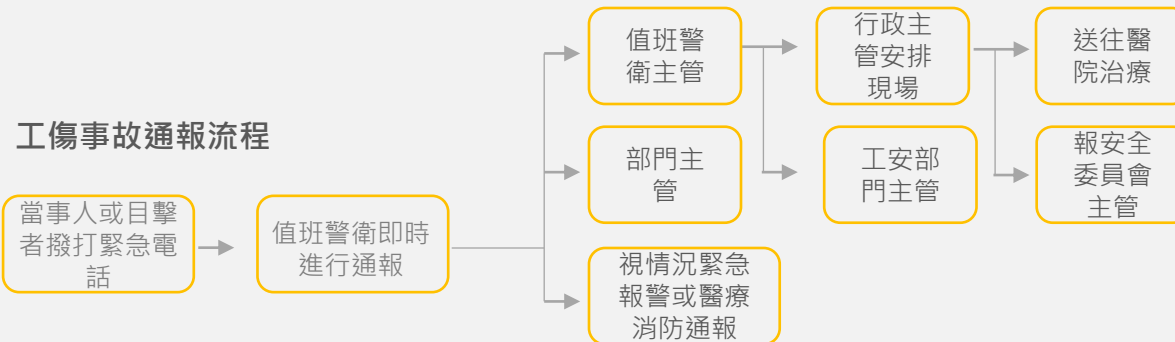 工傷事故通報流程
當事人或目擊
者撥打緊急電
話
值班警衛即時
進行通報
值班警
衛主管
部門主
管
視情況緊急
報警或醫療
消防通報
行政主
管安排
現場
工安部
門主管
送往醫
院治療
報安全
委員會
主管